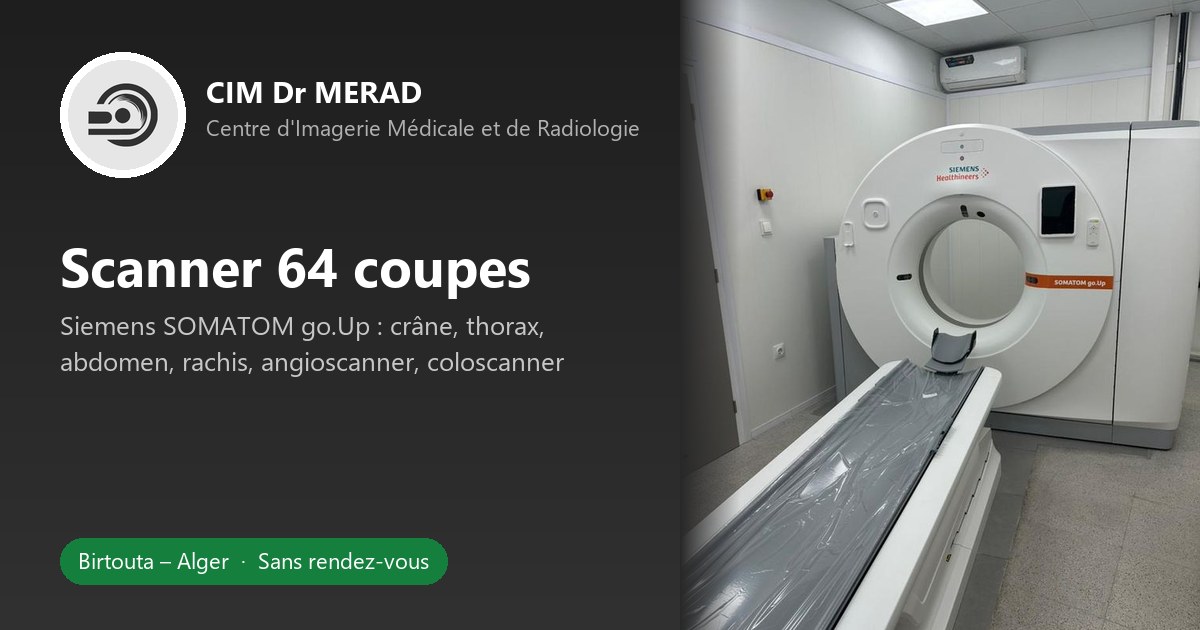 CIM Dr MERAD
Centre d'Imagerie Médicale et de Radiologie
Scanner 64 coupes
Siemens SOMATOM go.Up : crâne, thorax,
abdomen, rachis, angioscanner, coloscanner
Birtouta – Alger · Sans rendez-vous
SIEMENS
Healthineers
SOMATOM go.Up